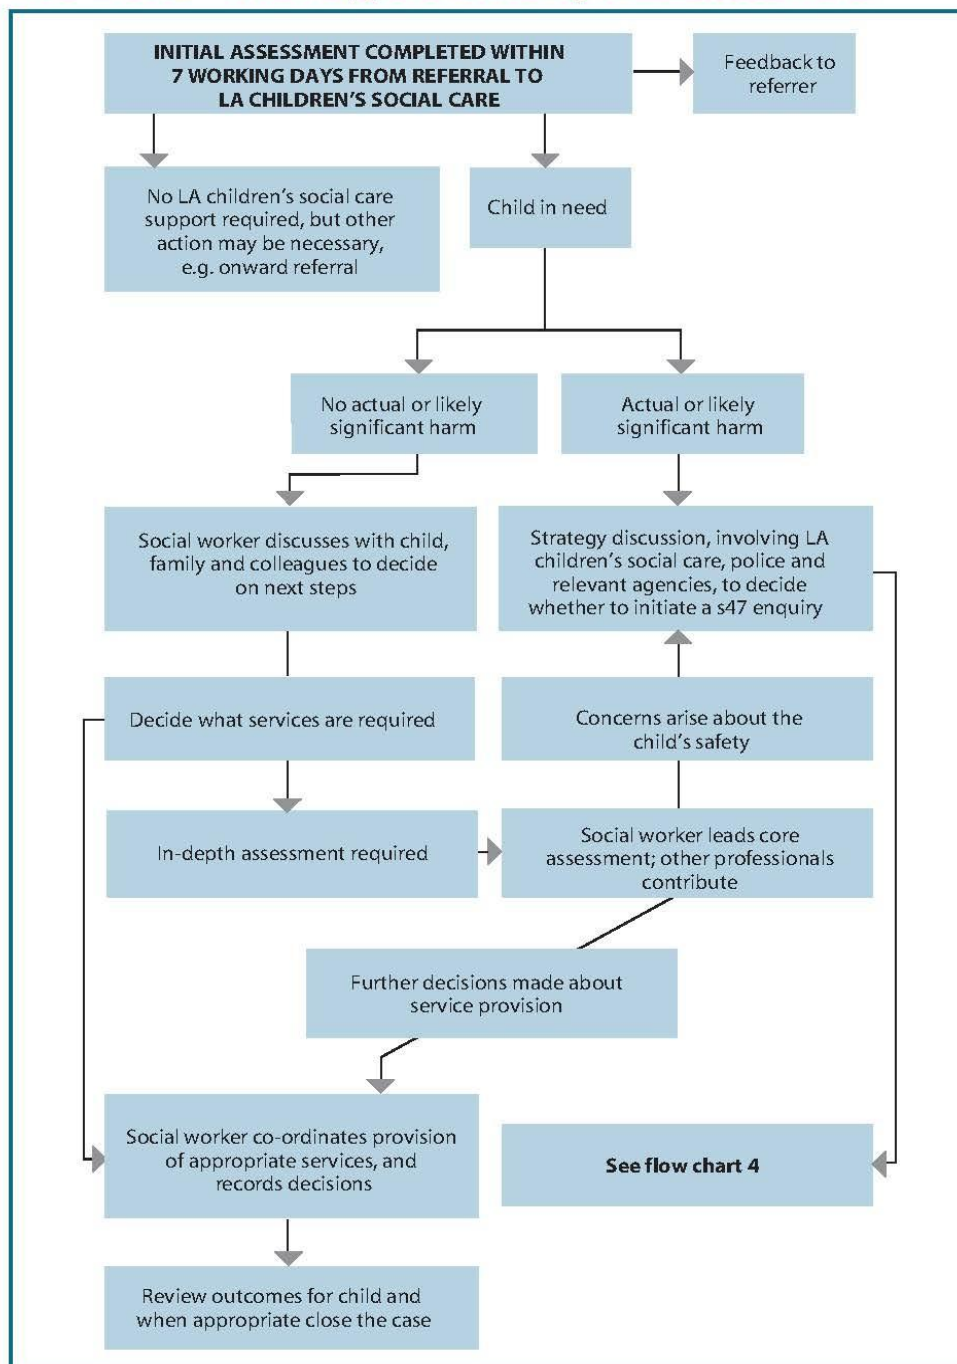 INITIAL ASSESSMENT COMPLETED WITHIN
7 WORKING DAYS FROM REFERRAL TO
LA CHILDREN'S SOCIAL CARE
Feedback to
referrer
No LA children's social care
support required, but other
action may be necessary,
e.g. onward referral
Child in need
No actual or likely
significant harm
Actual or likely
significant harm
Social worker discusses with child,
family and colleagues to decide
on next steps
Strategy discussion, involving LA
children's social care, police and
relevant agencies, to decide
whether to initiate a s47 enquiry
Decide what services are required
Concerns arise about the
child's safety
In-depth assessment required
Social worker leads core
assessment; other professionals
contribute
Further decisions made about
service provision
Social worker co-ordinates provision
of appropriate services, and
records decisions
See flow chart 4
Review outcomes for child and
when appropriate close the case